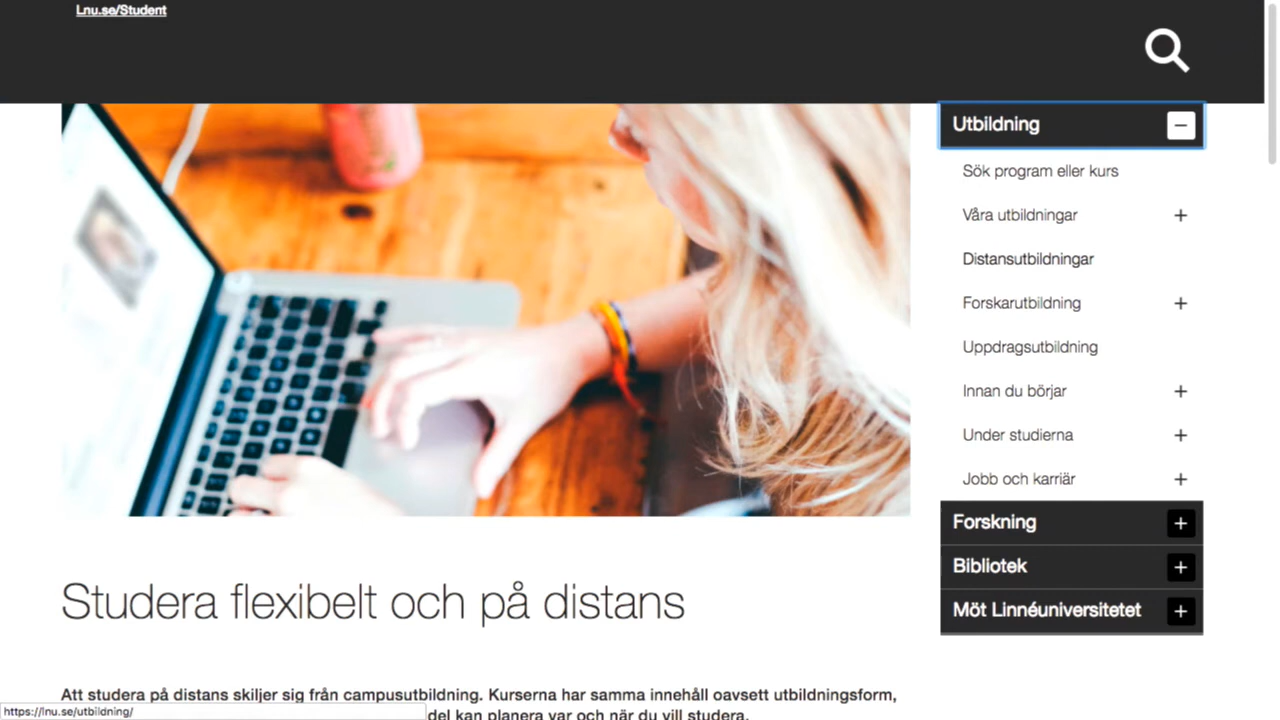 Lnu.se/Student
Utbildning
Sök program eller kurs
Våra utbildningar
Distansutbildningar
Forskarutbildning
Uppdragsutbildning
Innan du börjar
Under studierna
Jobb och karriär
Forskning
Bibliotek
Möt Linnéuniversitetet
Studera flexibelt och på distans
Att studera på distans skiljer sig från campusutbildning. Kurserna har samma innehåll oavsett utbildningsform,
del kan planera var och när du vill studera.
https://lnu.se/utbildning/